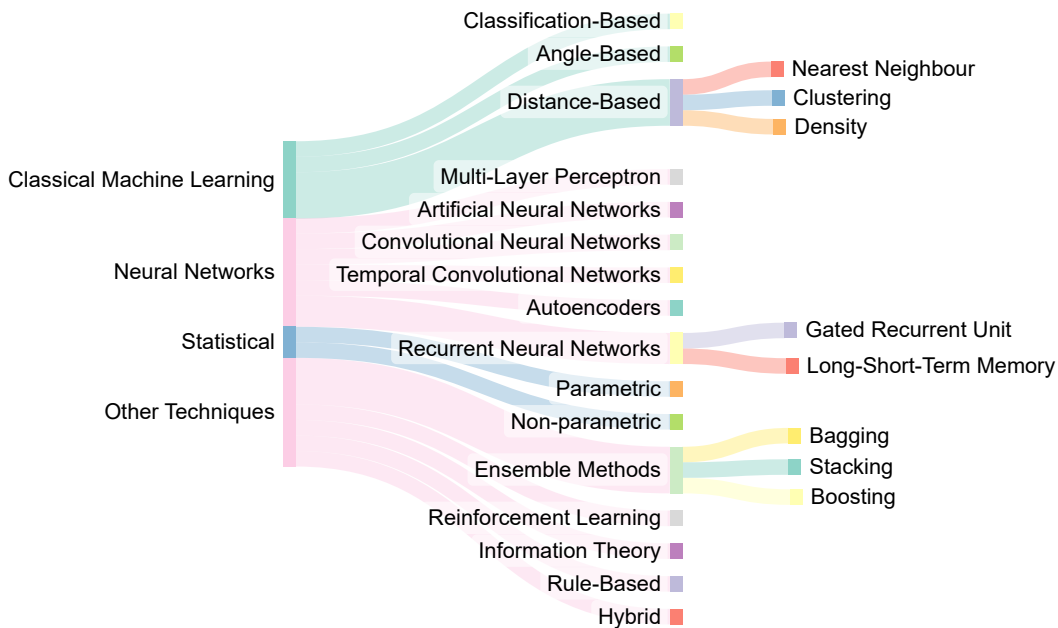 Classification-Based
Angle-Based
Distance-Based
Nearest Neighbour
Clustering
Density
Classical Machine Learning
Multi-Layer Perceptron
Artificial Neural Networks
Convolutional Neural Networks
Neural Networks
Temporal Convolutional Networks
Autoencoders
Statistical
Recurrent Neural Networks
Gated Recurrent Unit
Long-Short-Term Memory
Parametric
Other Techniques
Non-parametric
Ensemble Methods
Bagging
Stacking
Boosting
Reinforcement Learning
Information Theory
Rule-Based
Hybrid